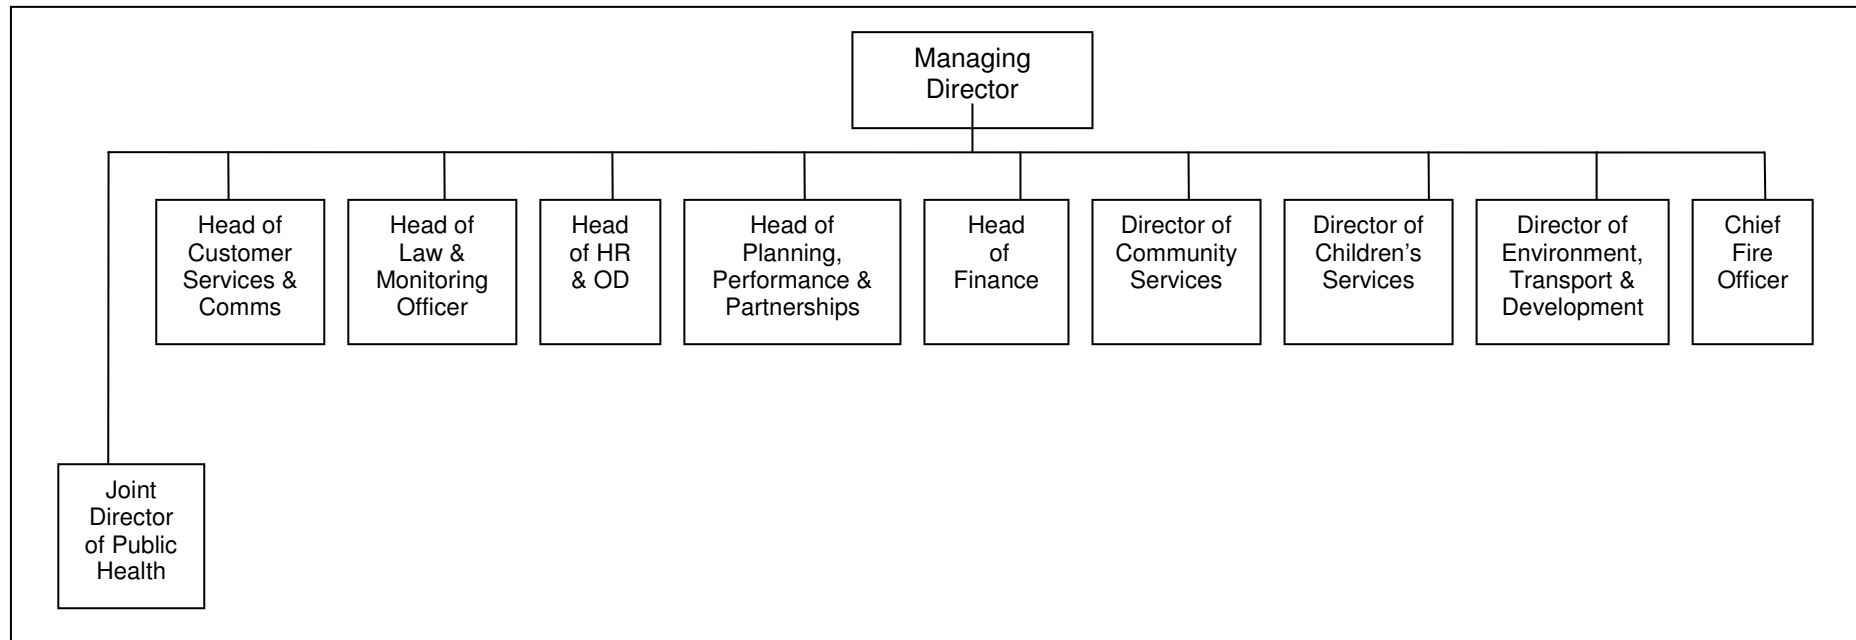 Managing
Director
Head of
Customer
Services &
Comms
Head of
Law &
Monitoring
Officer
Head
of HR
& OD
Head of
Planning,
Performance &
Partnerships
Head
of
Finance
Director of
Community
Services
Director of
Children's
Services
Director of
Environment,
Transport &
Development
Chief
Fire
Officer
Joint
Director
of Public
Health